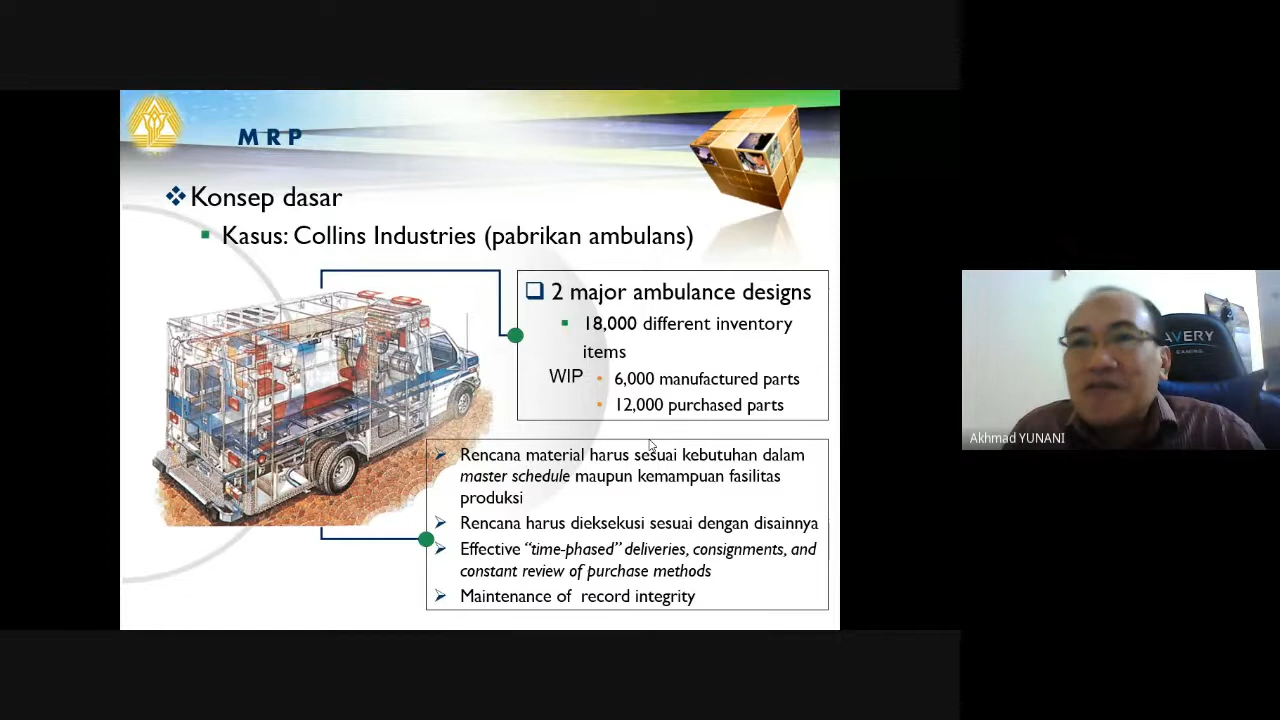 MRP
Konsep dasar
Kasus: Collins Industries (pabrikan ambulans)
2 major ambulance designs
18,000 different inventory
items
WIP
6,000 manufactured parts
12,000 purchased parts
Rencana material harus sesuai kebutuhan dalam
master schedule maupun kemampuan fasilitas
produksi
Rencana harus dieksekusi sesuai dengan disainnya
Effective “time-phased” deliveries, consignments, and
constant review of purchase methods
Maintenance of record integrity
AVERY
GAMING
Akhmad YUNANI